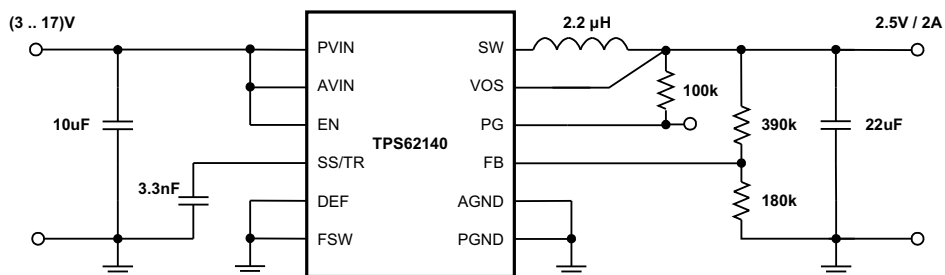 (3 .. 17)V
2.2 µH
2.5V / 2A
PVIN
SW
AVIN
VOS
100k
10uF
EN
TPS62140
PG
390k
22uF
SS/TR
FB
3.3nF
180k
DEF
AGND
FSW
PGND